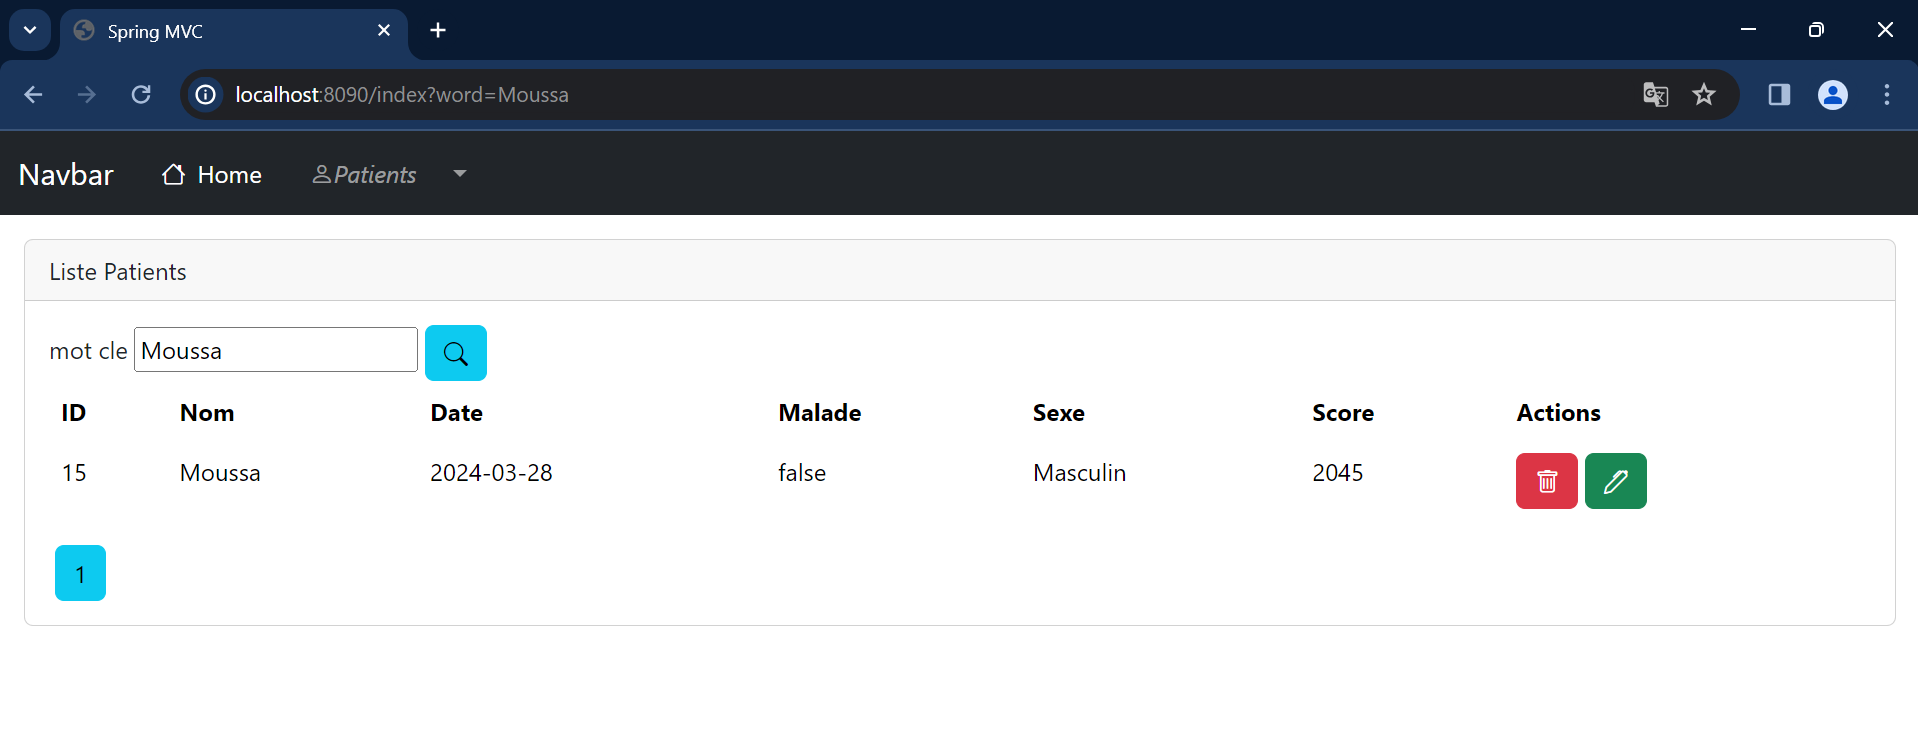 Spring MVC
localhost:8090/index?word=Moussa
Navbar Home Patients
Liste Patients
mot cle Moussa
ID Nom Date Malade Sexe Score Actions
15 Moussa 2024-03-28 false Masculin 2045
1